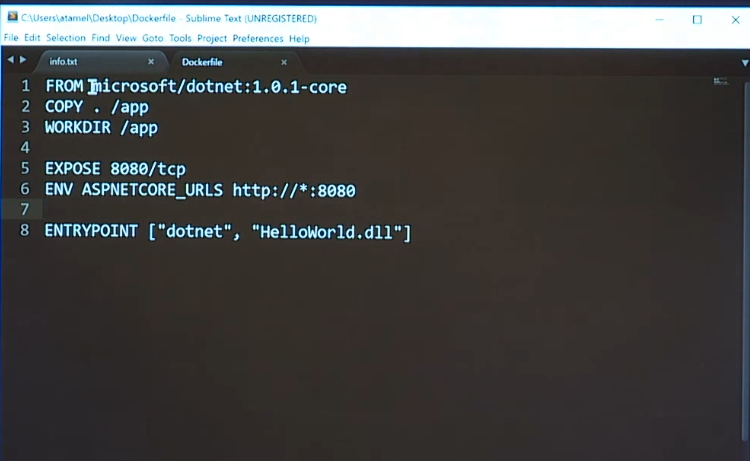 C:\Users\atamel\Desktop\Dockerfile - Sublime Text (UNREGISTERED)
File Edit Selection Find View Goto Tools Project Preferences Help
info.txt Dockerfile
1 FROM microsoft/dotnet:1.0.1-core
2 COPY . /app
3 WORKDIR /app
4
5 EXPOSE 8080/tcp
6 ENV ASPNETCORE_URLS http://*:8080
7
8 ENTRYPOINT ["dotnet", "HelloWorld.dll"]